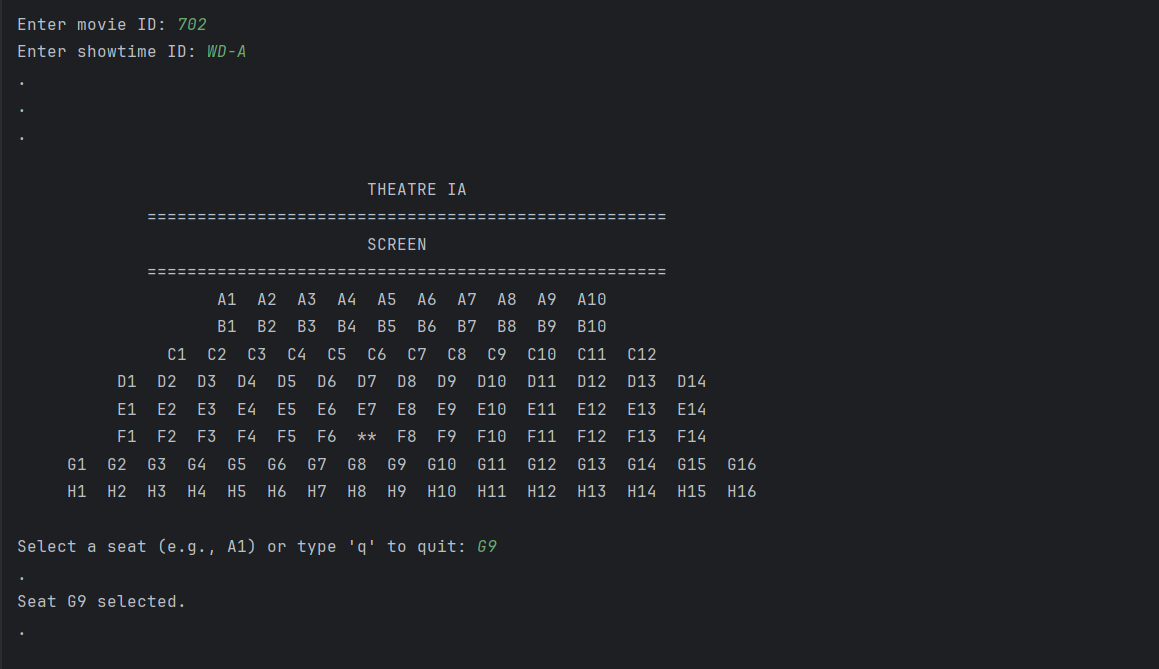 Enter movie ID: 702
Enter showtime ID: WD-A
.
.
.
THEATRE IA
====================================================
SCREEN
====================================================
A1  A2  A3  A4  A5  A6  A7  A8  A9  A10
B1  B2  B3  B4  B5  B6  B7  B8  B9  B10
C1  C2  C3  C4  C5  C6  C7  C8  C9  C10  C11  C12
D1  D2  D3  D4  D5  D6  D7  D8  D9  D10  D11  D12  D13  D14
E1  E2  E3  E4  E5  E6  E7  E8  E9  E10  E11  E12  E13  E14
F1  F2  F3  F4  F5  F6  **  F8  F9  F10  F11  F12  F13  F14
G1  G2  G3  G4  G5  G6  G7  G8  G9  G10  G11  G12  G13  G14  G15  G16
H1  H2  H3  H4  H5  H6  H7  H8  H9  H10  H11  H12  H13  H14  H15  H16
Select a seat (e.g., A1) or type 'q' to quit: G9
.
Seat G9 selected.
.